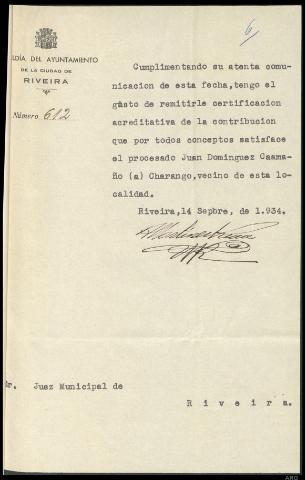 6
LDÍA DEL AYUNTAMIENTO
DE LA CIUDAD DE
RIVEIRA
Número 612
Cumplimentando su atenta comu-
nicacion de esta fecha,tengo el
gusto de remitirle certificacion
acreditativa de la contribucion
que por todos conceptos satisface
el procesado Juan Dominguez Caama-
ño (a) Charango,vecino de esta lo-
calidad.
Riveira,14 Sepbre, de 1.934.
Sr. Juez Municipal de
Riveira.